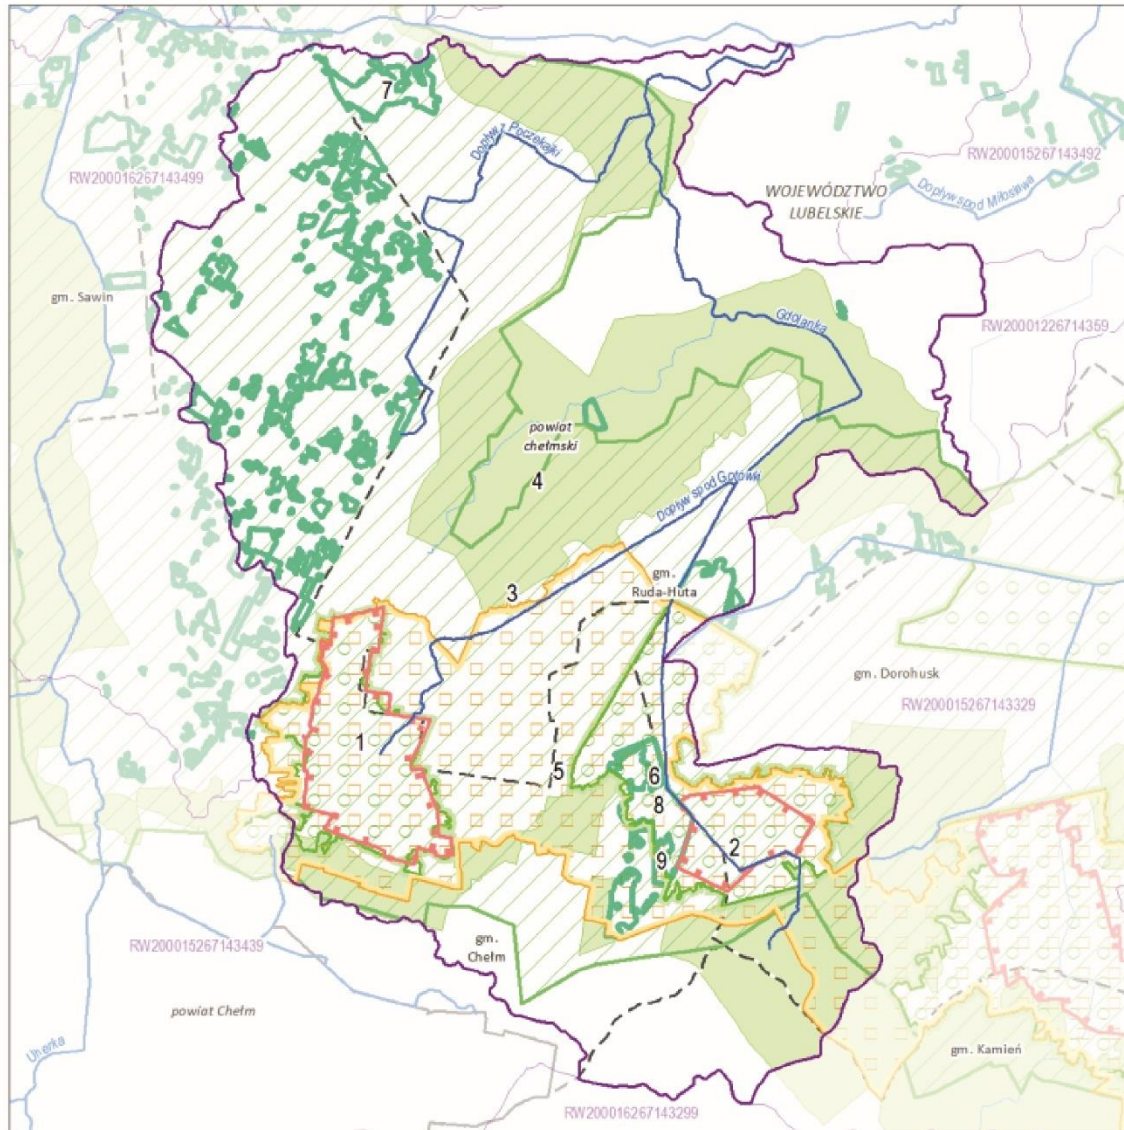 7
Dopływ z Poczekajki
RW200015267143492
RW200016267143499
WOJEWÓDZTWO
LUBELSKIE
Dopływ spod Miłosława
gm. Sawin
Gdolanka
RW20001226714359
powiat
chełmski
4
Dopływ spod Gotówki
3
gm.
Ruda-Huta
gm. Dorohusk
RW200015267143329
1
5
6
8
2
9
RW200015267143439
gm.
Chełm
powiat Chełm
Uherka
gm. Kamień
RW200016267143299